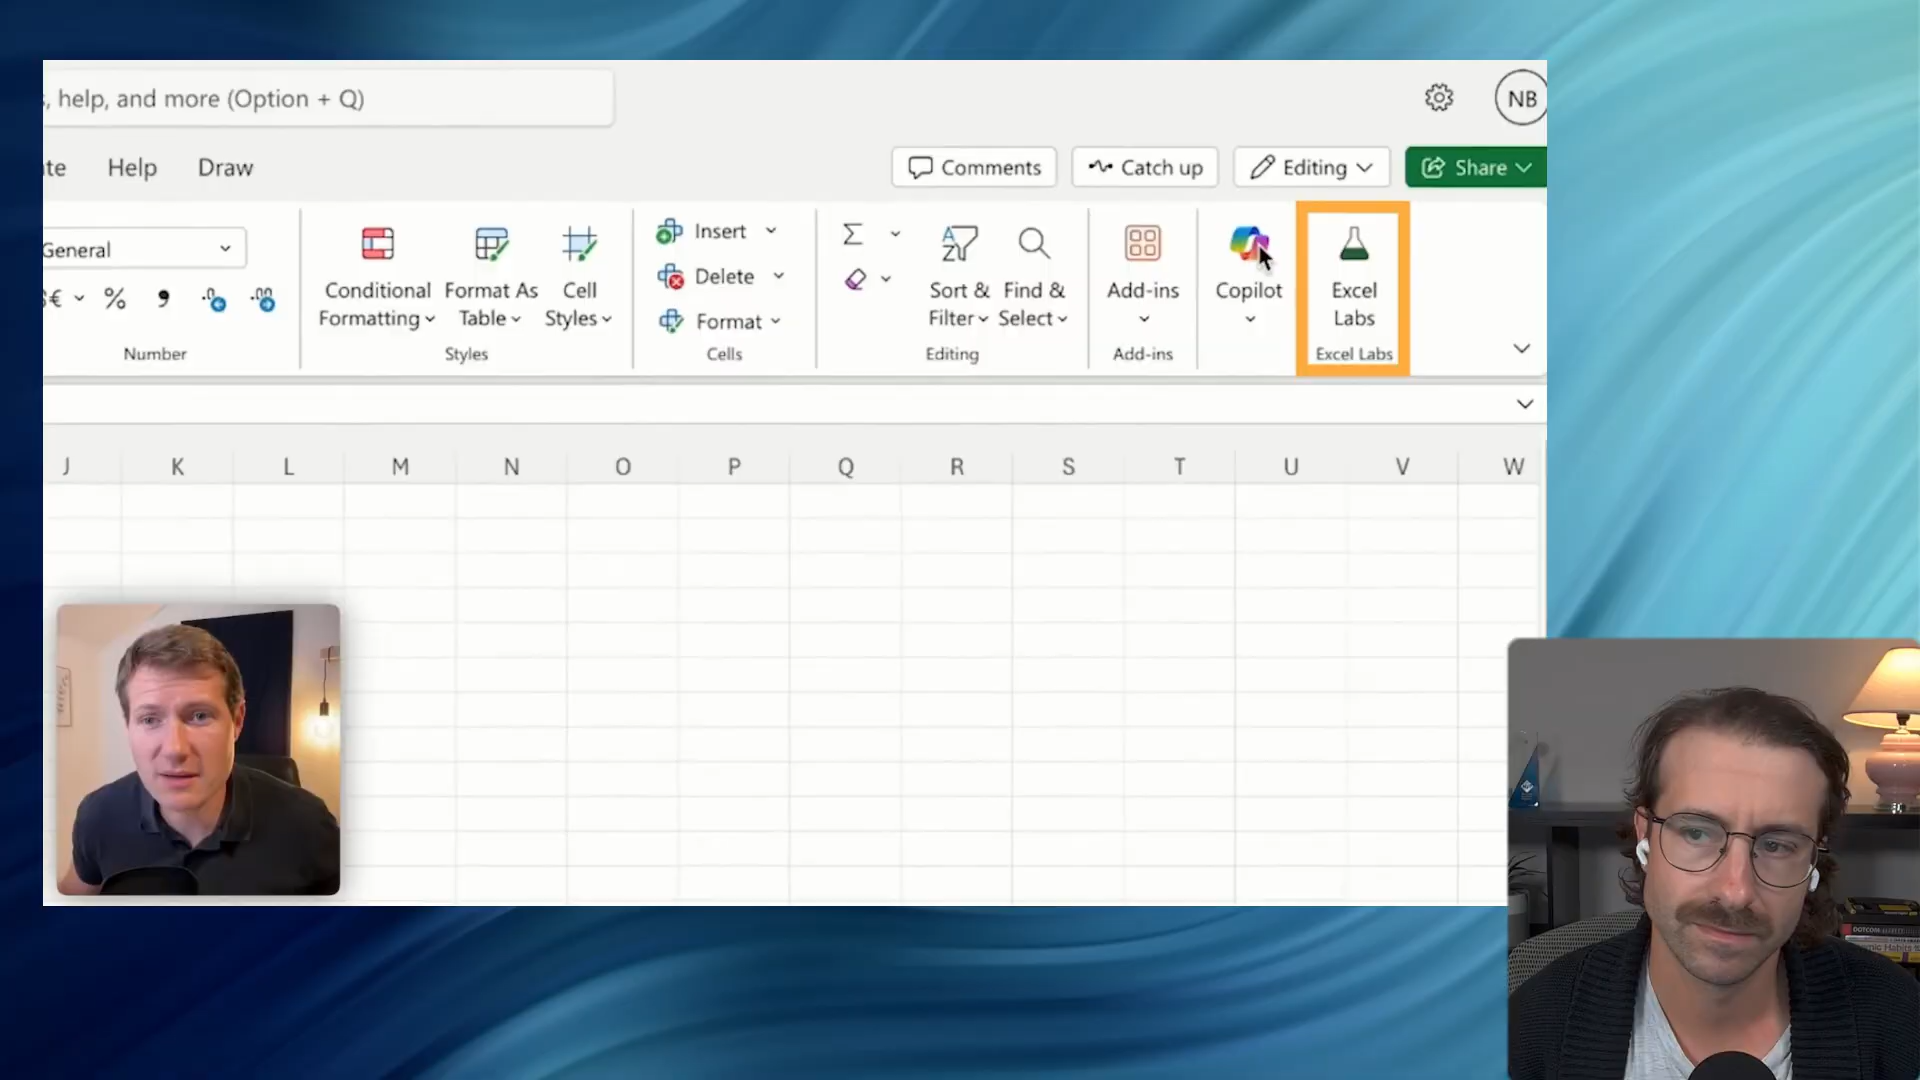 , help, and more (Option + Q)
NB
te
Help
Draw
Comments
Catch up
Editing
Share
General
Conditional
Formatting
Format As
Table
Cell
Styles
Insert
Delete
Format
Sort &
Filter
Find &
Select
Add-ins
Copilot
Excel
Labs
Number
Styles
Cells
Editing
Add-ins
Excel Labs
J K L M N O P Q R S T U V W